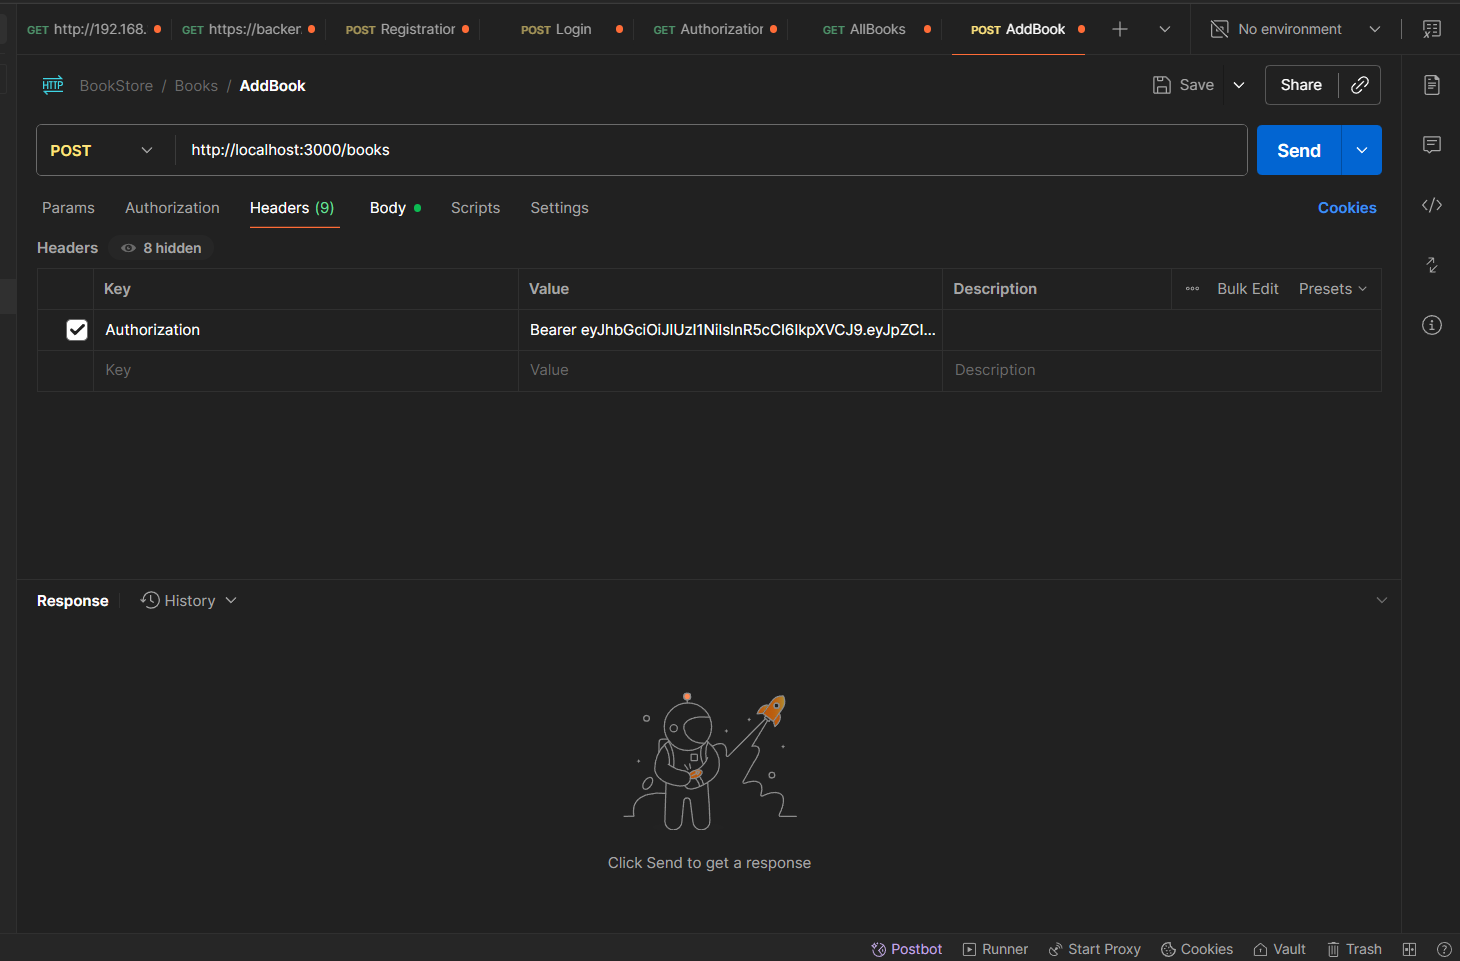 GET http://192.168. GET https://backer POST Registration POST Login GET Authorization GET AllBooks POST AddBook No environment
HTTP BookStore / Books / AddBook Save Share
POST http://localhost:3000/books Send
Params Authorization Headers (9) Body Scripts Settings Cookies
Headers 8 hidden
Key Value Description Bulk Edit Presets
Authorization Bearer eyJhbGciOiJIUzI1NiIsInR5cCI6IkpXVCJ9.eyJpZCI...
Key Value Description
Response History
Click Send to get a response
Postbot Runner Start Proxy Cookies Vault Trash